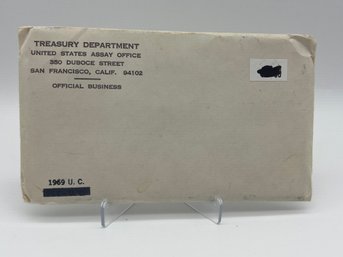 TREASURY DEPARTMENT
UNITED STATES ASSAY OFFICE
350 DUBOCE STREET
SAN FRANCISCO, CALIF. 94102
OFFICIAL BUSINESS
1969 U. C.